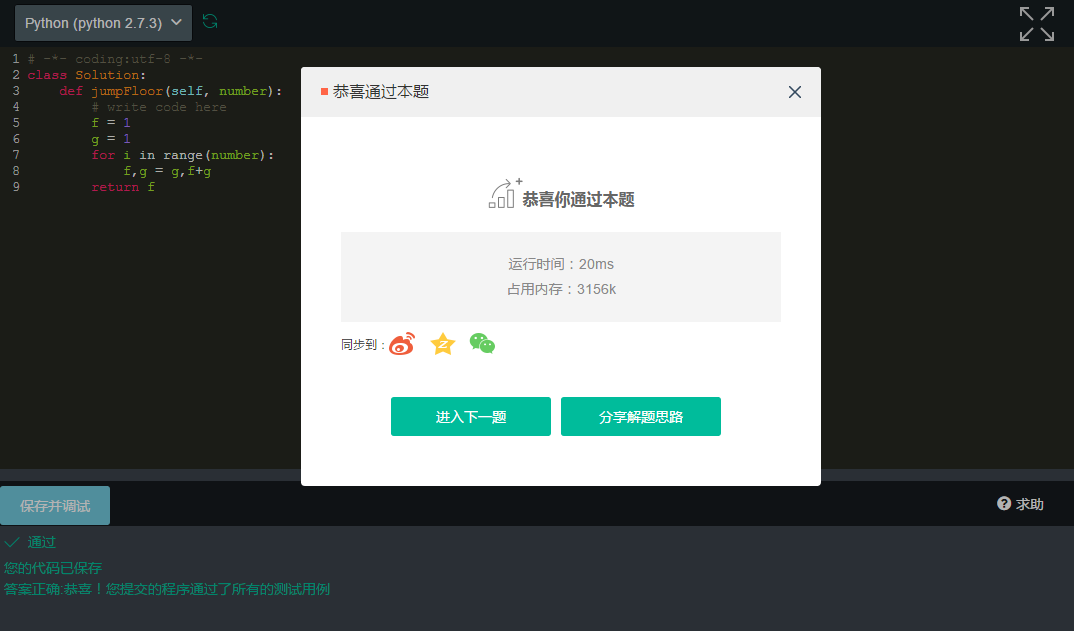 Python (python 2.7.3)
1 # -*- coding:utf-8 -*-
2 class Solution:
3     def jumpFloor(self, number):
4         # write code here
5         f = 1
6         g = 1
7         for i in range(number):
8             f,g = g,f+g
9         return f
恭喜通过本题
恭喜你通过本题
运行时间：20ms
占用内存：3156k
同步到：
进入下一题 分享解题思路
保存并调试
? 求助
通过
您的代码已保存
答案正确:恭喜！您提交的程序通过了所有的测试用例